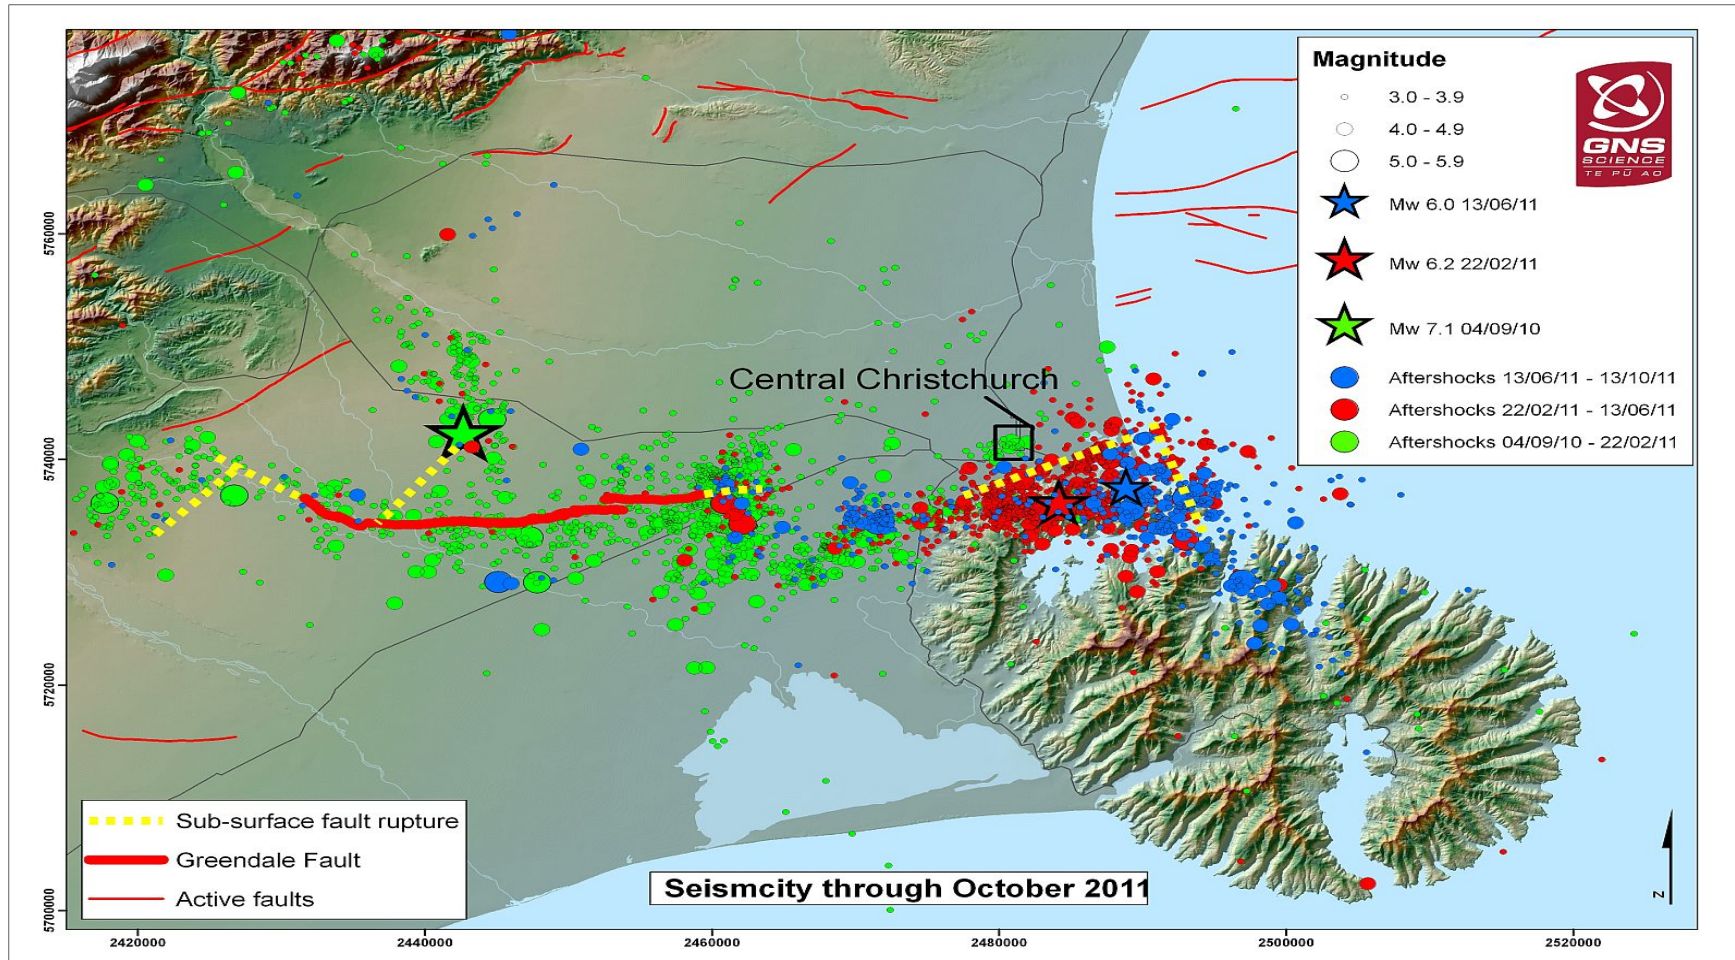 Magnitude
3.0 - 3.9
4.0 - 4.9
5.0 - 5.9
Mw 6.0 13/06/11
Mw 6.2 22/02/11
Mw 7.1 04/09/10
Aftershocks 13/06/11 - 13/10/11
Aftershocks 22/02/11 - 13/06/11
Aftershocks 04/09/10 - 22/02/11
GNS
SCIENCE
TE PŪ AO
Central Christchurch
Sub-surface fault rupture
Greendale Fault
Active faults
Seismcity through October 2011
N
5760000
5740000
5720000
5700000
2420000
2440000
2460000
2480000
2500000
2520000